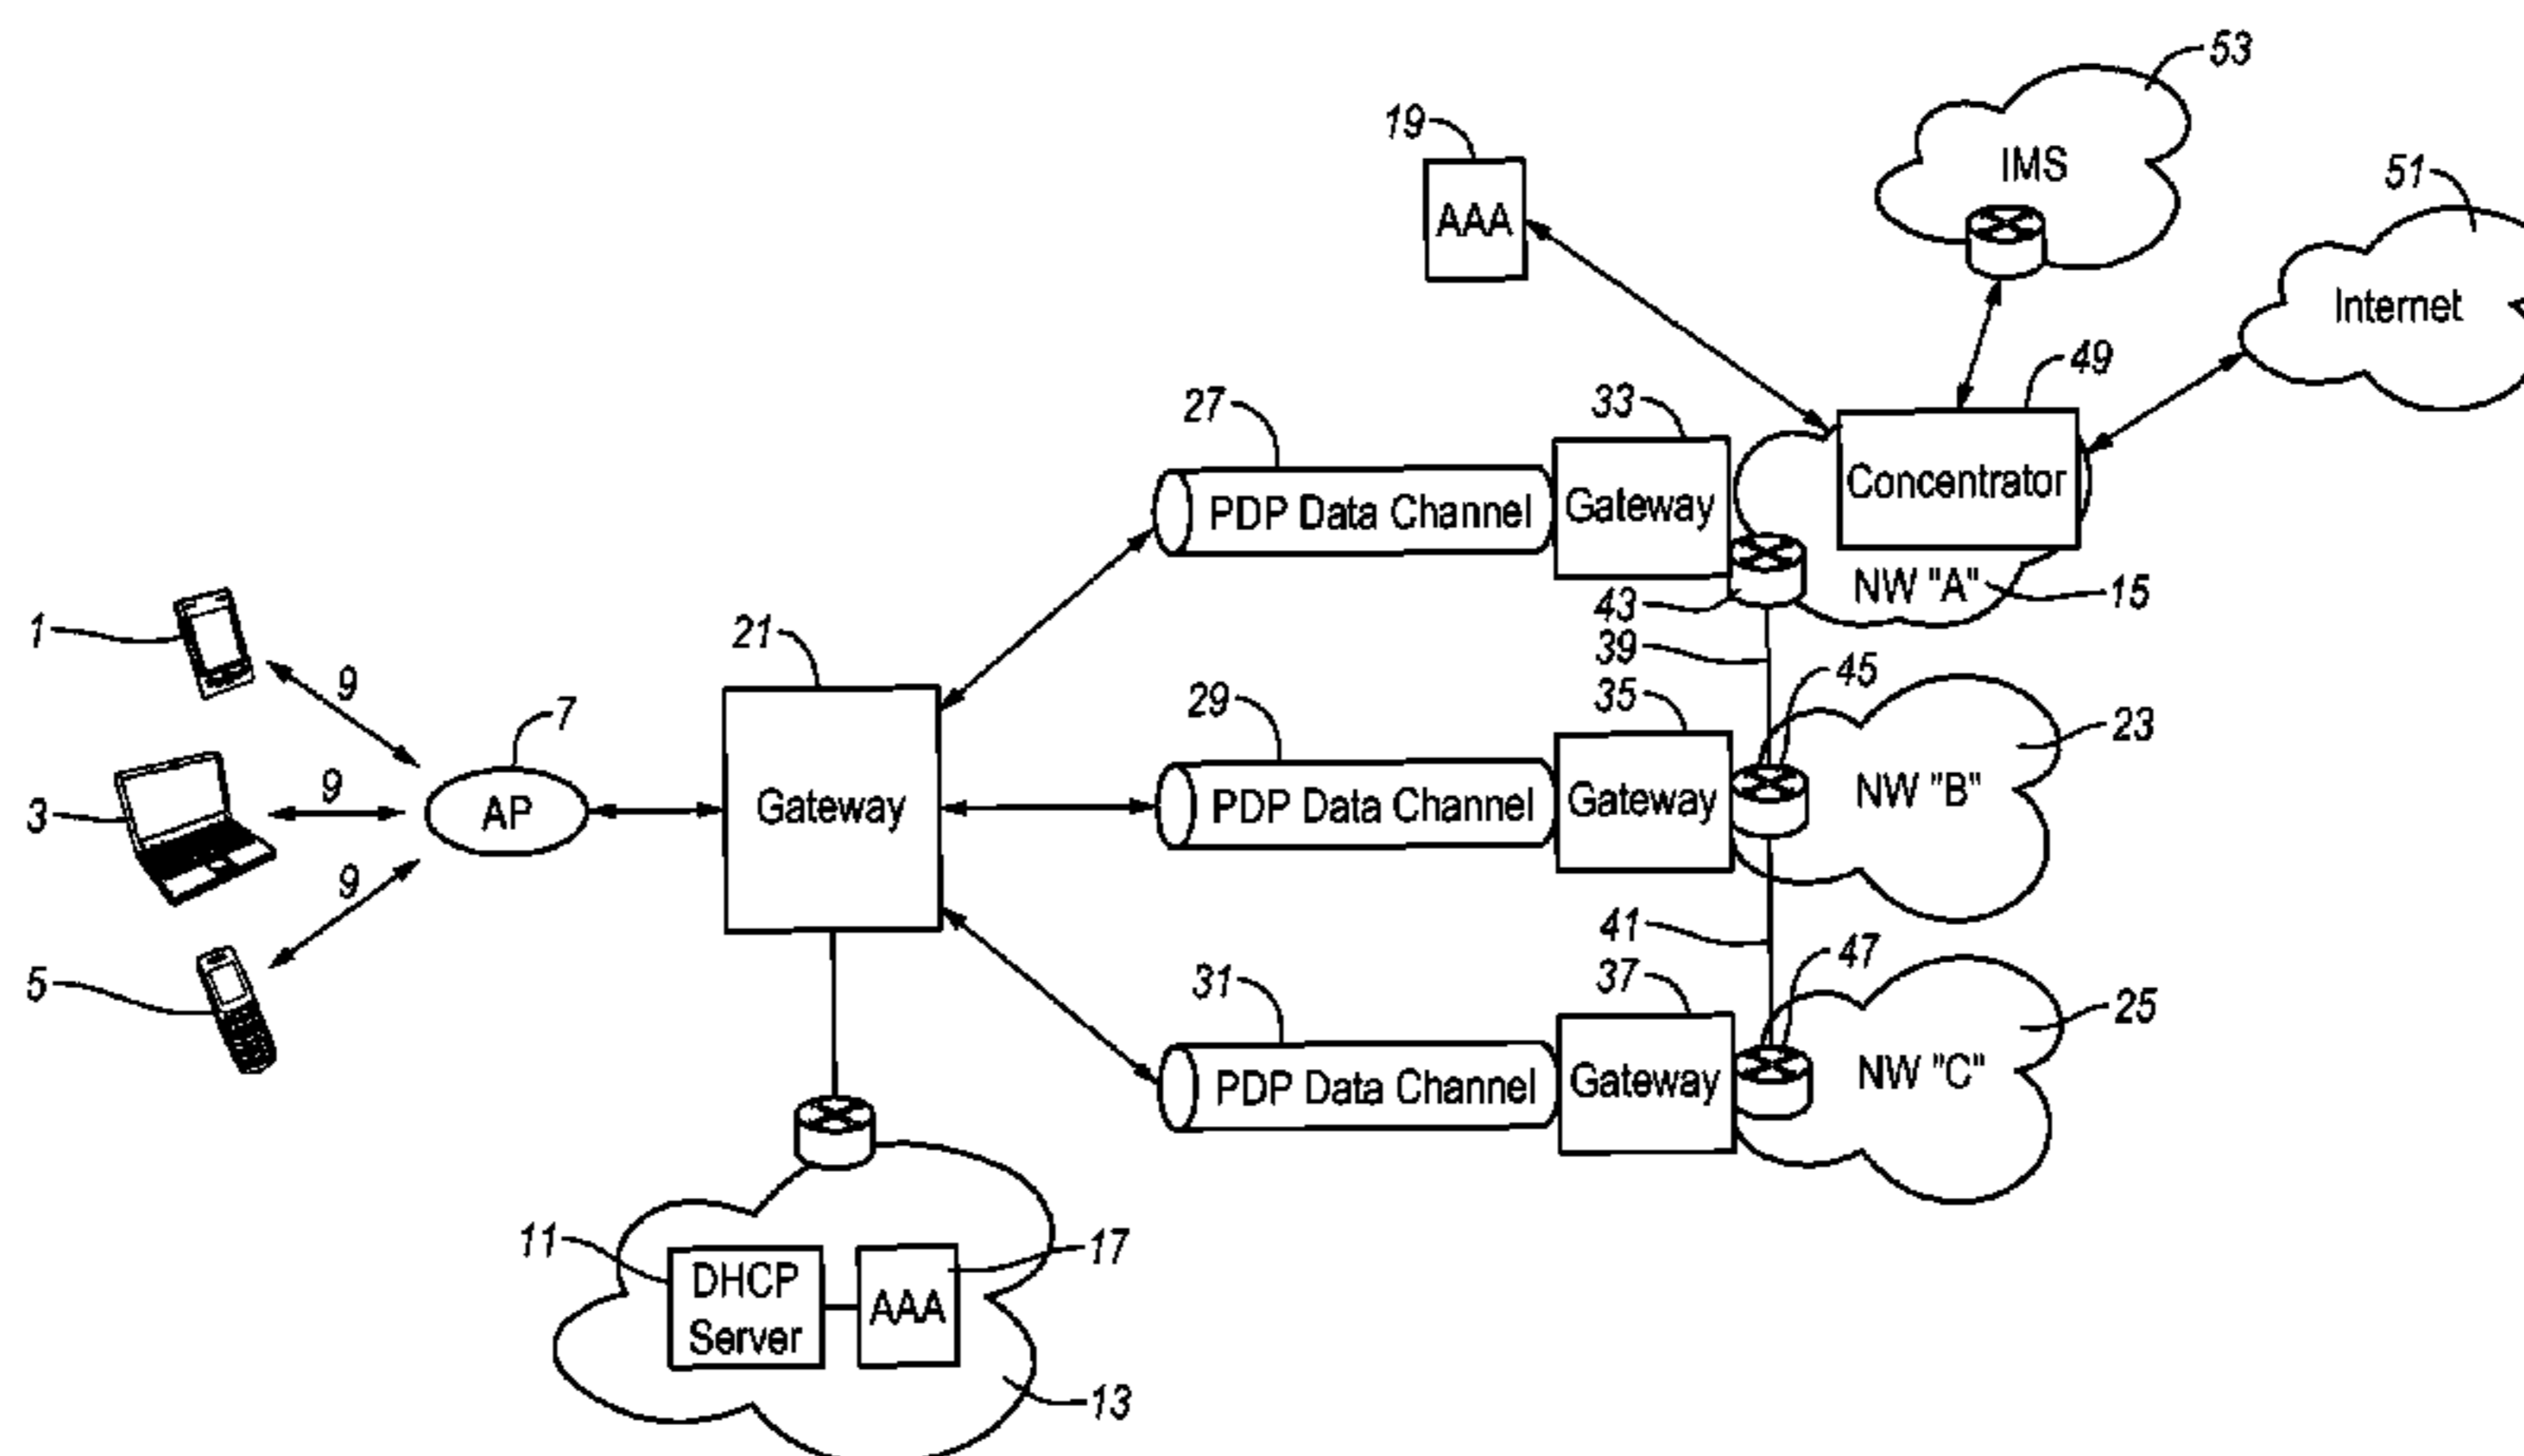 53
19
IMS
51
AAA
Internet
49
27
33
PDP Data Channel
Gateway
Concentrator
43
NW "A"
15
1
9
21
39
45
7
29
35
23
3
9
AP
Gateway
PDP Data Channel
Gateway
NW "B"
9
41
47
5
31
37
25
PDP Data Channel
Gateway
NW "C"
11
DHCP
Server
AAA
17
13